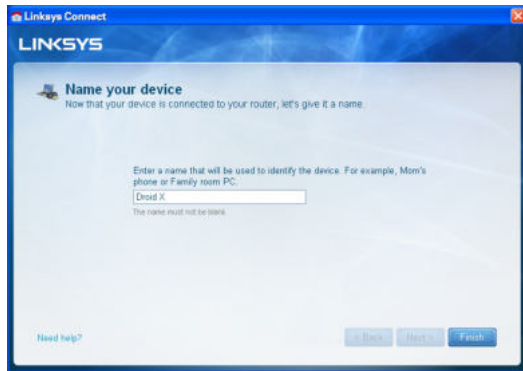 Linksys Connect
LINKSYS
Name your device
Now that your device is connected to your router, let's give it a name.
Enter a name that will be used to identify the device. For example, Mom's
phone or Family room PC.
Droid X
The name must not be blank.
Need help?
< Back Next > Finish